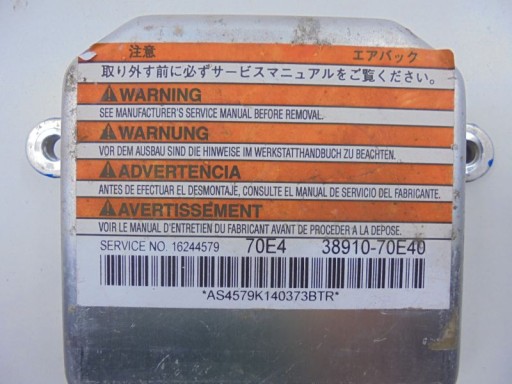 注意 エアバッグ
取り外す前に必ずサービスマニュアルをご覧ください。
WARNING
SEE MANUFACTURER'S SERVICE MANUAL BEFORE REMOVAL.
WARNUNG
VOR DEM AUSBAU SIND DIE HINWEISE IM WERKSTATTHANDBUCH ZU BEACHTEN.
ADVERTENCIA
ANTES DE EFECTUAR EL DESMONTAJE, CONSULTE EL MANUAL DE SERVICIO DEL FABRICANTE.
AVERTISSEMENT
VOIR LE MANUEL D'ENTRETIEN DU FABRICANT AVANT DE PROCEDER A LA DEPOSE.
SERVICE NO. 16244579 70E4 38910-70E40
*AS4579K140373BTR*